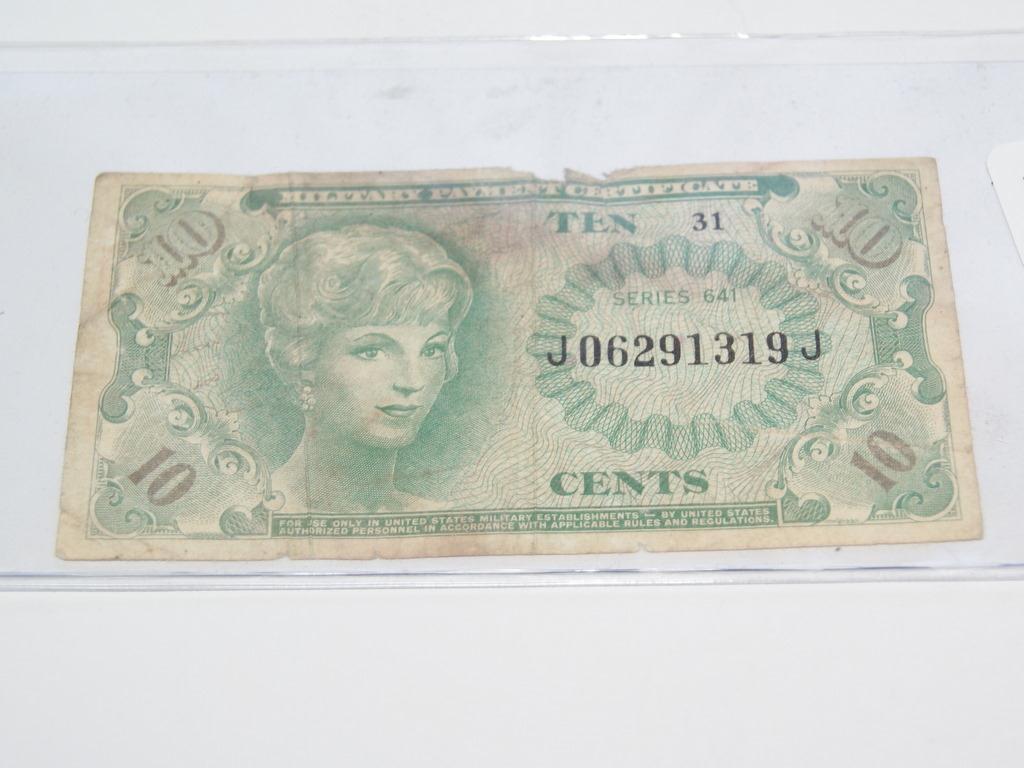 MILITARY PAYMENT CERTIFICATE
10 TEN 31 10
SERIES 641
J06291319J
10 CENTS 10
FOR USE ONLY IN UNITED STATES MILITARY ESTABLISHMENTS — BY UNITED STATES
AUTHORIZED PERSONNEL IN ACCORDANCE WITH APPLICABLE RULES AND REGULATIONS.